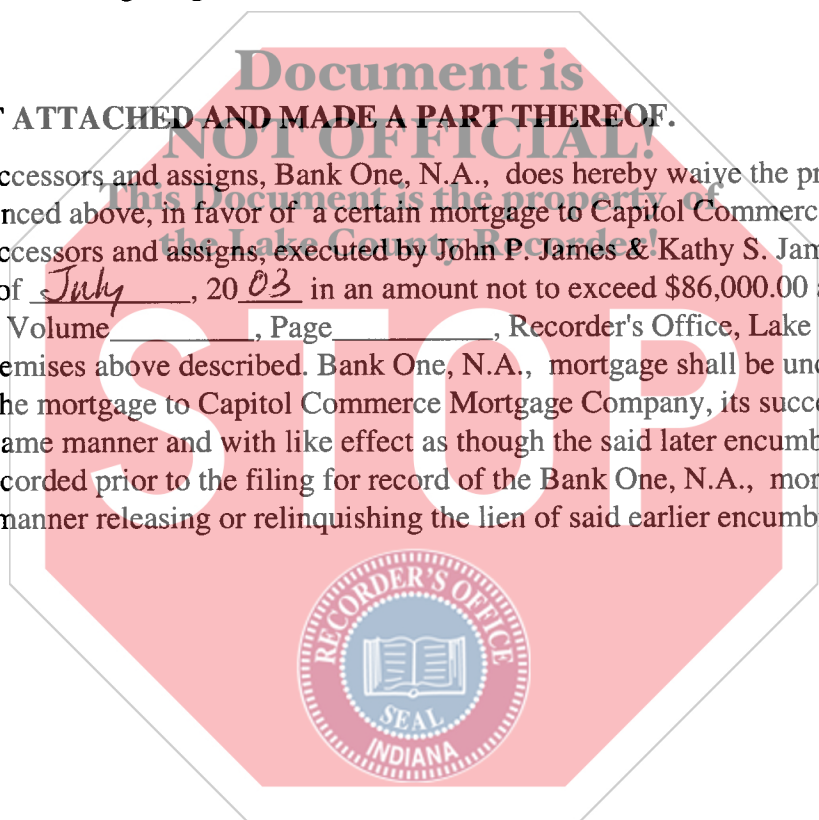 Document is
' ATTACHED AND MADE A PART THEREOF.
NOT OFFICIAL!
ccessors and assigns, Bank One, N.A., does hereby waive the pr
This Document is the property of
nced above, in favor of a certain mortgage to Capitol Commerc
the Lake County Recorder!
ccessors and assigns, executed by John P. James & Kathy S. Jam
of July, 20 03 in an amount not to exceed $86,000.00 a
Volume__________, Page____________, Recorder's Office, Lake
emises above described. Bank One, N.A., mortgage shall be und
he mortgage to Capitol Commerce Mortgage Company, its succe
ame manner and with like effect as though the said later encumb
corded prior to the filing for record of the Bank One, N.A., mor
manner releasing or relinquishing the lien of said earlier encumb
STOP
RECORDER'S OFFICE
SEAL
INDIANA